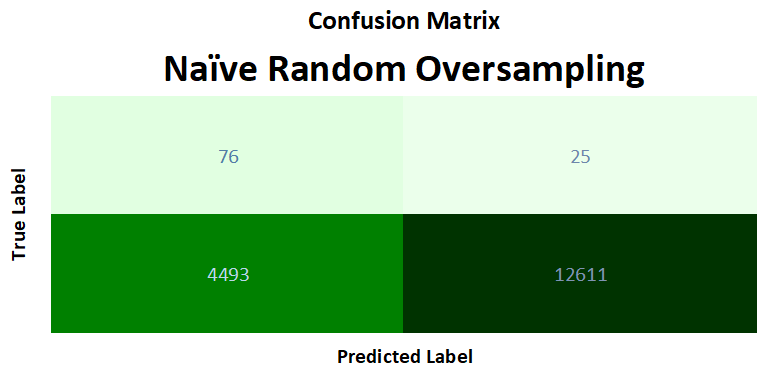 Confusion Matrix
Naïve Random Oversampling
76 25
True Label
4493 12611
Predicted Label